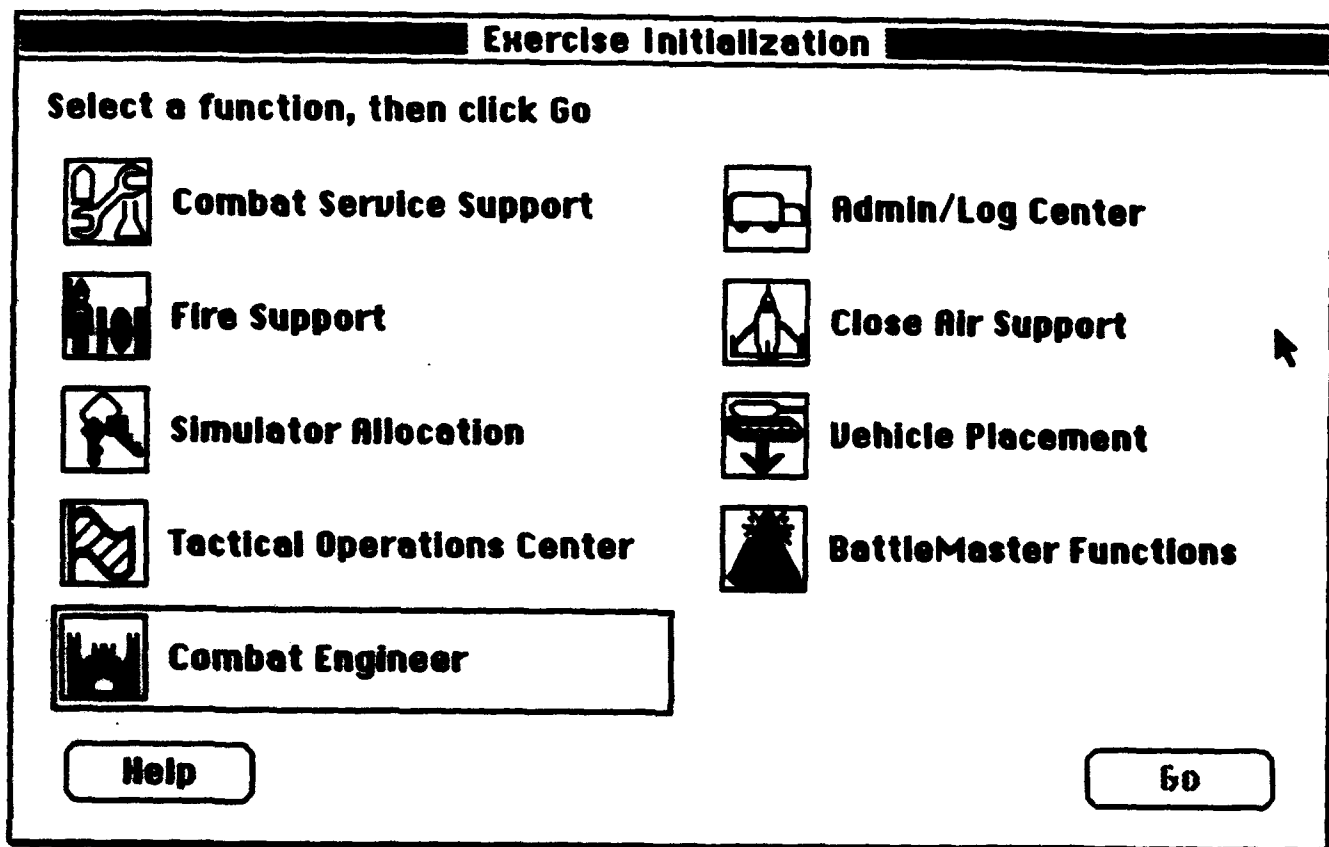 Exercise Initialization
Select a function, then click Go
Combat Service Support
Admin/Log Center
Fire Support
Close Air Support
Simulator Allocation
Vehicle Placement
Tactical Operations Center
BattleMaster Functions
Combat Engineer
Help
Go